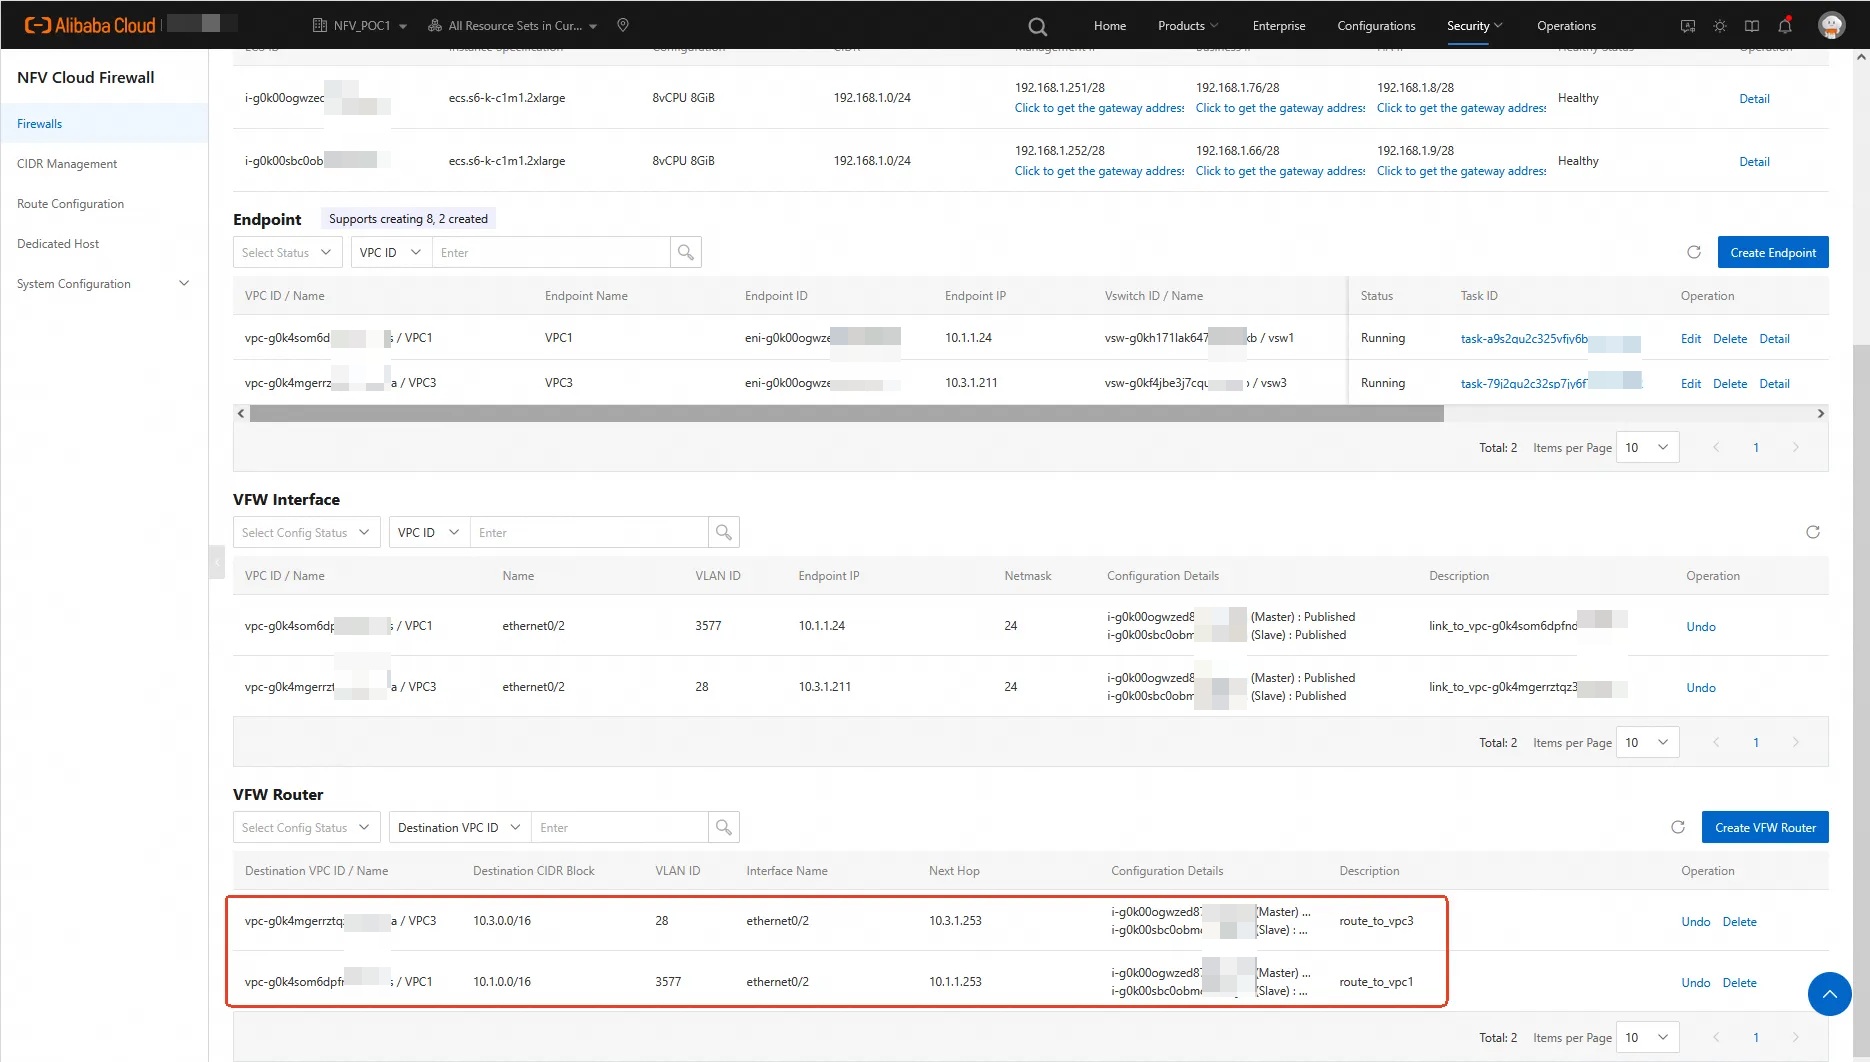 Alibaba Cloud
NFV_POC1
All Resource Sets in Cur...
Home
Products
Enterprise
Configurations
Security
Operations
NFV Cloud Firewall
Firewalls
CIDR Management
Route Configuration
Dedicated Host
System Configuration
i-g0k00ogwzec ecs.s6-k-c1m1.2xlarge 8vCPU 8GiB 192.168.1.0/24 192.168.1.251/28 192.168.1.76/28 192.168.1.8/28 Healthy Detail
Click to get the gateway address Click to get the gateway address Click to get the gateway address
i-g0k00sbc0ob ecs.s6-k-c1m1.2xlarge 8vCPU 8GiB 192.168.1.0/24 192.168.1.252/28 192.168.1.66/28 192.168.1.9/28 Healthy Detail
Click to get the gateway address Click to get the gateway address Click to get the gateway address
Endpoint Supports creating 8, 2 created
Select Status VPC ID Enter Create Endpoint
VPC ID / Name Endpoint Name Endpoint ID Endpoint IP Vswitch ID / Name Status Task ID Operation
vpc-g0k4som6d / VPC1 VPC1 eni-g0k00ogwze 10.1.1.24 vsw-g0kh171lak647 / vsw1 Running task-a9s2gu2c325vfjy6b Edit Delete Detail
vpc-g0k4mgerrz a / VPC3 VPC3 eni-g0k00ogwze 10.3.1.211 vsw-g0kf4jbe3j7cqu / vsw3 Running task-79j2gu2c32sp7jy6f Edit Delete Detail
Total: 2 Items per Page 10 1
VFW Interface
Select Config Status VPC ID Enter
VPC ID / Name Name VLAN ID Endpoint IP Netmask Configuration Details Description Operation
vpc-g0k4som6dp / VPC1 ethernet0/2 3577 10.1.1.24 24 i-g0k00ogwzed8 (Master) : Published link_to_vpc-g0k4som6dpfnd Undo
i-g0k00sbc0obm (Slave) : Published
vpc-g0k4mgerrzt a / VPC3 ethernet0/2 28 10.3.1.211 24 i-g0k00ogwzed8 (Master) : Published link_to_vpc-g0k4mgerrztqz3 Undo
i-g0k00sbc0obm (Slave) : Published
Total: 2 Items per Page 10 1
VFW Router
Select Config Status Destination VPC ID Enter Create VFW Router
Destination VPC ID / Name Destination CIDR Block VLAN ID Interface Name Next Hop Configuration Details Description Operation
vpc-g0k4mgerrztq a / VPC3 10.3.0.0/16 28 ethernet0/2 10.3.1.253 i-g0k00ogwzed87 (Master) ... route_to_vpc3 Undo Delete
i-g0k00sbc0obm (Slave) : ...
vpc-g0k4som6dpf / VPC1 10.1.0.0/16 3577 ethernet0/2 10.1.1.253 i-g0k00ogwzed87 (Master) ... route_to_vpc1 Undo Delete
i-g0k00sbc0obm (Slave) : ...
Total: 2 Items per Page 10 1